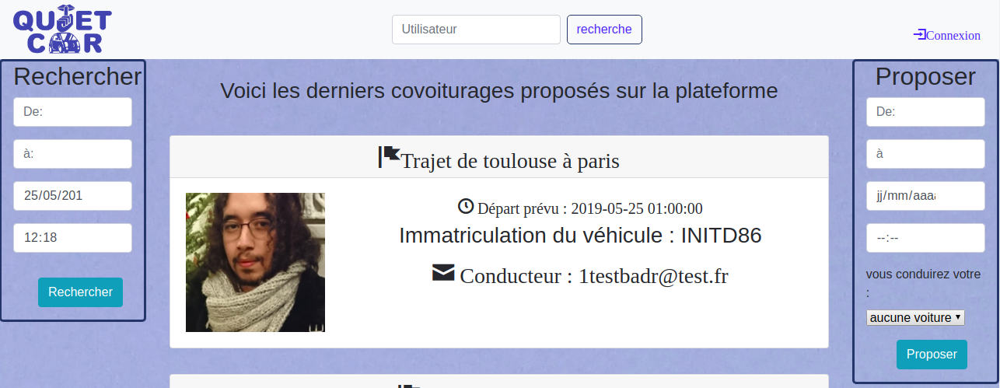 QUIET
CAR
Utilisateur
recherche
Connexion
Rechercher
De:
à:
25/05/201
12:18
Rechercher
Voici les derniers covoiturages proposés sur la plateforme
Trajet de toulouse à paris
Départ prévu : 2019-05-25 01:00:00
Immatriculation du véhicule : INITD86
Conducteur : 1testbadr@test.fr
Proposer
De:
à
jj/mm/aaaa
--:--
vous conduirez votre
:
aucune voiture
Proposer